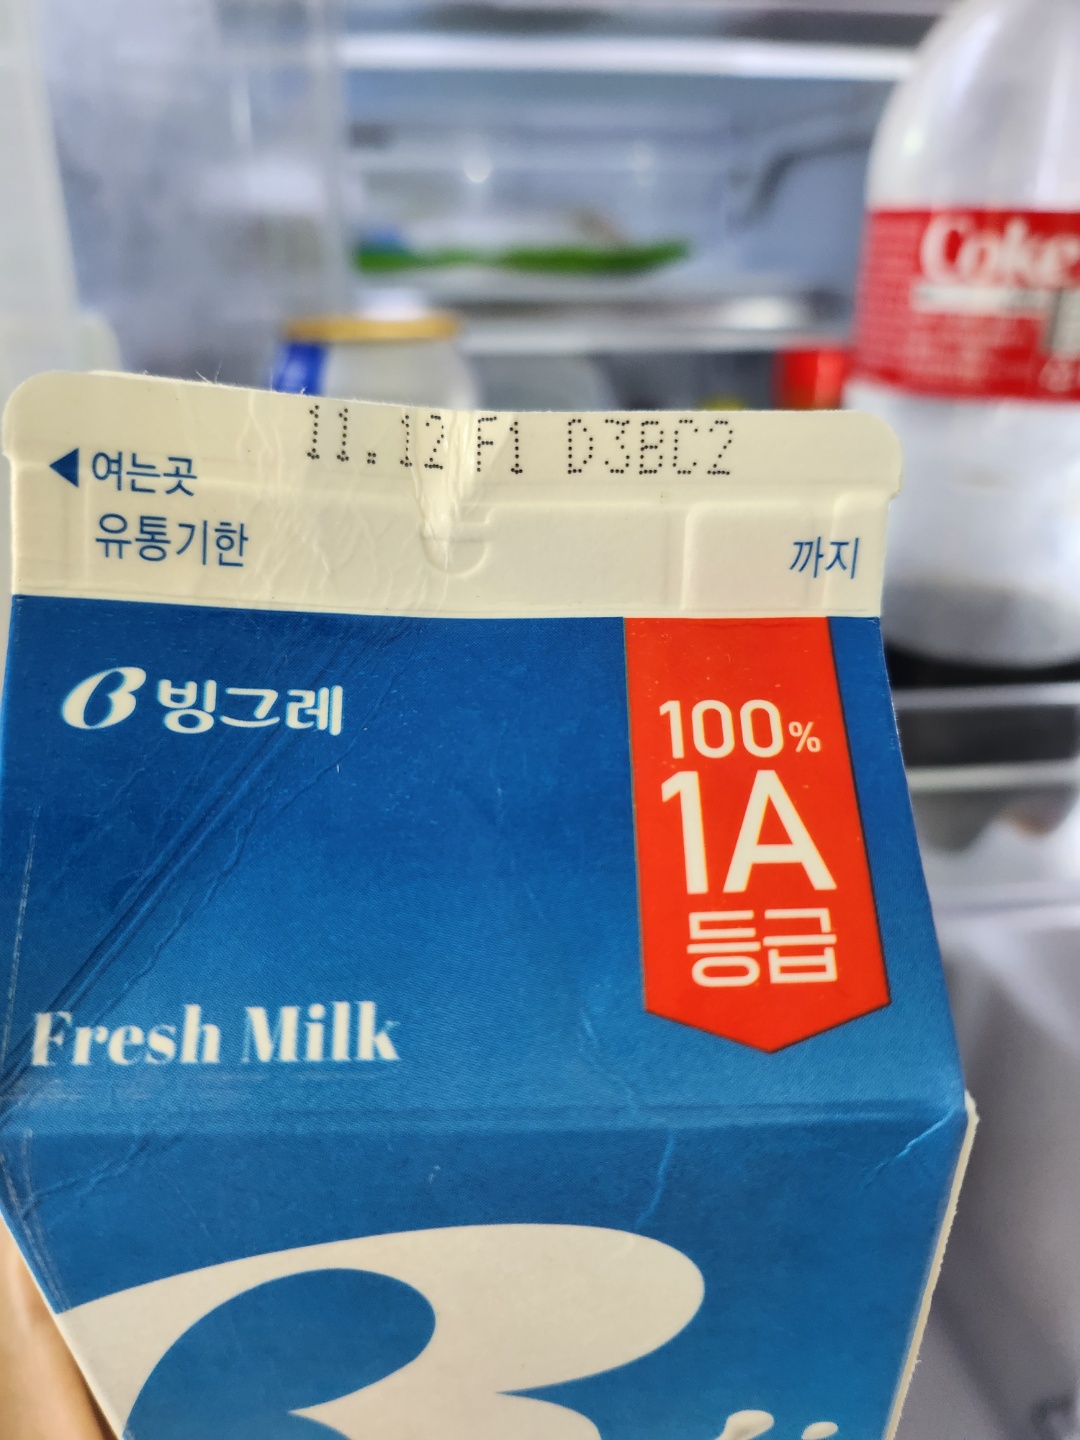 Coke
11.12 F1 D3BC2
여는곳
유통기한
까지
빙그레
100%
1A
등급
Fresh Milk